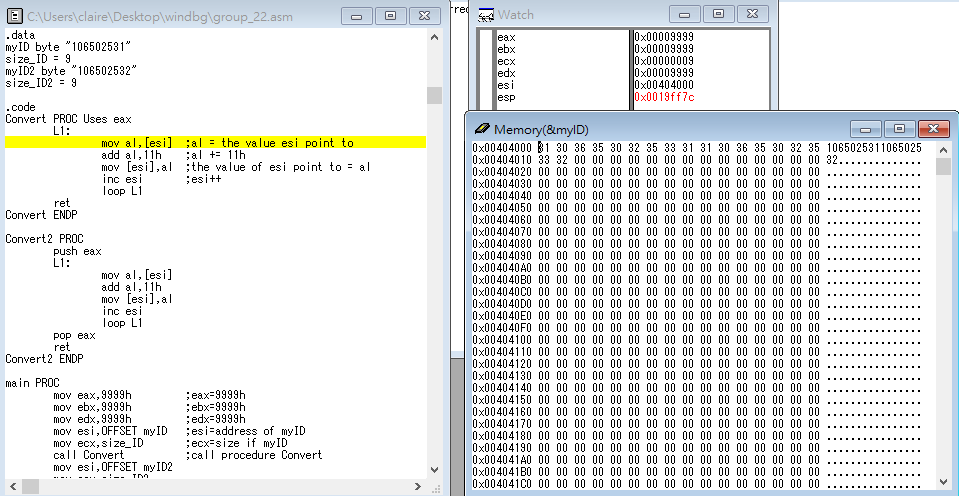 C:\Users\claire\Desktop\windbg\group_22.asm
.data
myID byte "106502531"
size_ID = 9
myID2 byte "106502532"
size_ID2 = 9
.code
Convert PROC Uses eax
L1:
mov al,[esi] ;al = the value esi point to
add al,11h ;al += 11h
mov [esi],al ;the value of esi point to = al
inc esi ;esi++
loop L1
ret
Convert ENDP
Convert2 PROC
push eax
L1:
mov al,[esi]
add al,11h
mov [esi],al
inc esi
loop L1
pop eax
ret
Convert2 ENDP
main PROC
mov eax,9999h ;eax=9999h
mov ebx,9999h ;ebx=9999h
mov edx,9999h ;edx=9999h
mov esi,OFFSET myID ;esi=address of myID
mov ecx,size_ID ;ecx=size if myID
call Convert ;call procedure Convert
mov esi,OFFSET myID2
Watch
eax 0x00009999
ebx 0x00009999
ecx 0x00000009
edx 0x00009999
esi 0x00404000
esp 0x0019ff7c
Memory(&myID)
0x00404000 31 30 36 35 30 32 35 33 31 31 30 36 35 30 32 35 1065025311065025
0x00404010 33 32 00 00 00 00 00 00 00 00 00 00 00 00 00 00 32..............
0x00404020 00 00 00 00 00 00 00 00 00 00 00 00 00 00 00 00 ................
0x00404030 00 00 00 00 00 00 00 00 00 00 00 00 00 00 00 00 ................
0x00404040 00 00 00 00 00 00 00 00 00 00 00 00 00 00 00 00 ................
0x00404050 00 00 00 00 00 00 00 00 00 00 00 00 00 00 00 00 ................
0x00404060 00 00 00 00 00 00 00 00 00 00 00 00 00 00 00 00 ................
0x00404070 00 00 00 00 00 00 00 00 00 00 00 00 00 00 00 00 ................
0x00404080 00 00 00 00 00 00 00 00 00 00 00 00 00 00 00 00 ................
0x00404090 00 00 00 00 00 00 00 00 00 00 00 00 00 00 00 00 ................
0x004040A0 00 00 00 00 00 00 00 00 00 00 00 00 00 00 00 00 ................
0x004040B0 00 00 00 00 00 00 00 00 00 00 00 00 00 00 00 00 ................
0x004040C0 00 00 00 00 00 00 00 00 00 00 00 00 00 00 00 00 ................
0x004040D0 00 00 00 00 00 00 00 00 00 00 00 00 00 00 00 00 ................
0x004040E0 00 00 00 00 00 00 00 00 00 00 00 00 00 00 00 00 ................
0x004040F0 00 00 00 00 00 00 00 00 00 00 00 00 00 00 00 00 ................
0x00404100 00 00 00 00 00 00 00 00 00 00 00 00 00 00 00 00 ................
0x00404110 00 00 00 00 00 00 00 00 00 00 00 00 00 00 00 00 ................
0x00404120 00 00 00 00 00 00 00 00 00 00 00 00 00 00 00 00 ................
0x00404130 00 00 00 00 00 00 00 00 00 00 00 00 00 00 00 00 ................
0x00404140 00 00 00 00 00 00 00 00 00 00 00 00 00 00 00 00 ................
0x00404150 00 00 00 00 00 00 00 00 00 00 00 00 00 00 00 00 ................
0x00404160 00 00 00 00 00 00 00 00 00 00 00 00 00 00 00 00 ................
0x00404170 00 00 00 00 00 00 00 00 00 00 00 00 00 00 00 00 ................
0x00404180 00 00 00 00 00 00 00 00 00 00 00 00 00 00 00 00 ................
0x00404190 00 00 00 00 00 00 00 00 00 00 00 00 00 00 00 00 ................
0x004041A0 00 00 00 00 00 00 00 00 00 00 00 00 00 00 00 00 ................
0x004041B0 00 00 00 00 00 00 00 00 00 00 00 00 00 00 00 00 ................
0x004041C0 00 00 00 00 00 00 00 00 00 00 00 00 00 00 00 00 ................